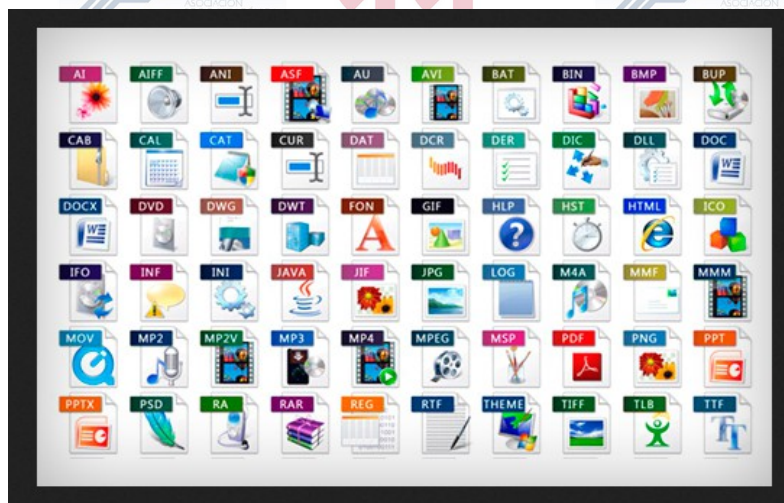 AI AIFF ANI ASF AU AVI BAT BIN BMP BUP
CAB CAL CAT CUR DAT DCR DER DIC DLL DOC
DOCX DVD DWG DWT FON GIF HLP HST HTML ICO
IFO INF INI JAVA JIF JPG LOG M4A MMF MMM
MOV MP2 MP2V MP3 MP4 MPEG MSP PDF PNG PPT
PPTX PSD RA RAR REG RTF THEME TIFF TLB TTF